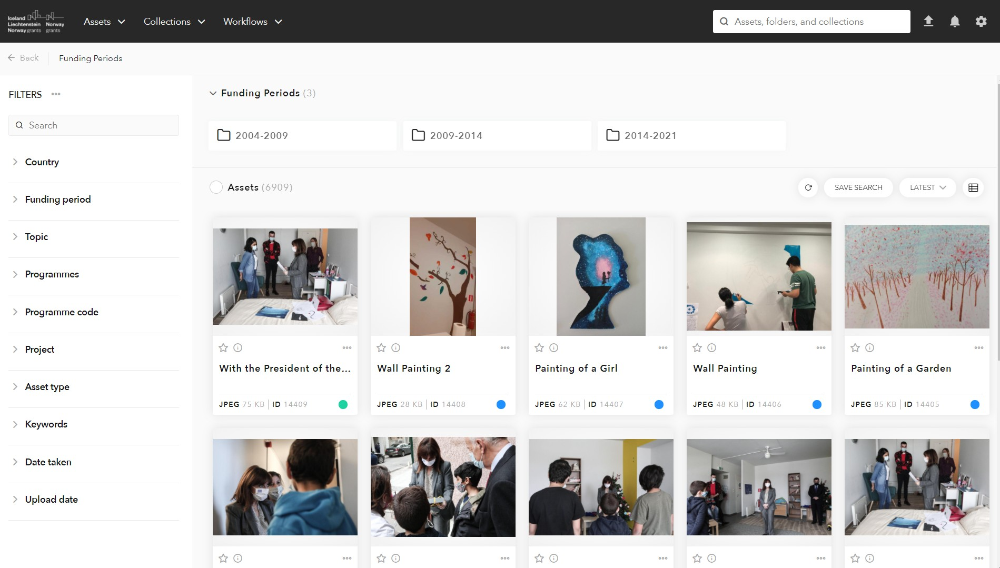 Iceland
Liechtenstein
Norway grants
Norway
grants
Assets
Collections
Workflows
Assets, folders, and collections
Back
Funding Periods
FILTERS
Search
Country
Funding period
Topic
Programmes
Programme code
Project
Asset type
Keywords
Date taken
Upload date
Funding Periods (3)
2004-2009
2009-2014
2014-2021
Assets (6909)
SAVE SEARCH
LATEST
With the President of the...
JPEG 75 KB | ID 14409
Wall Painting 2
JPEG 28 KB | ID 14408
Painting of a Girl
JPEG 62 KB | ID 14407
Wall Painting
JPEG 48 KB | ID 14406
Painting of a Garden
JPEG 85 KB | ID 14405